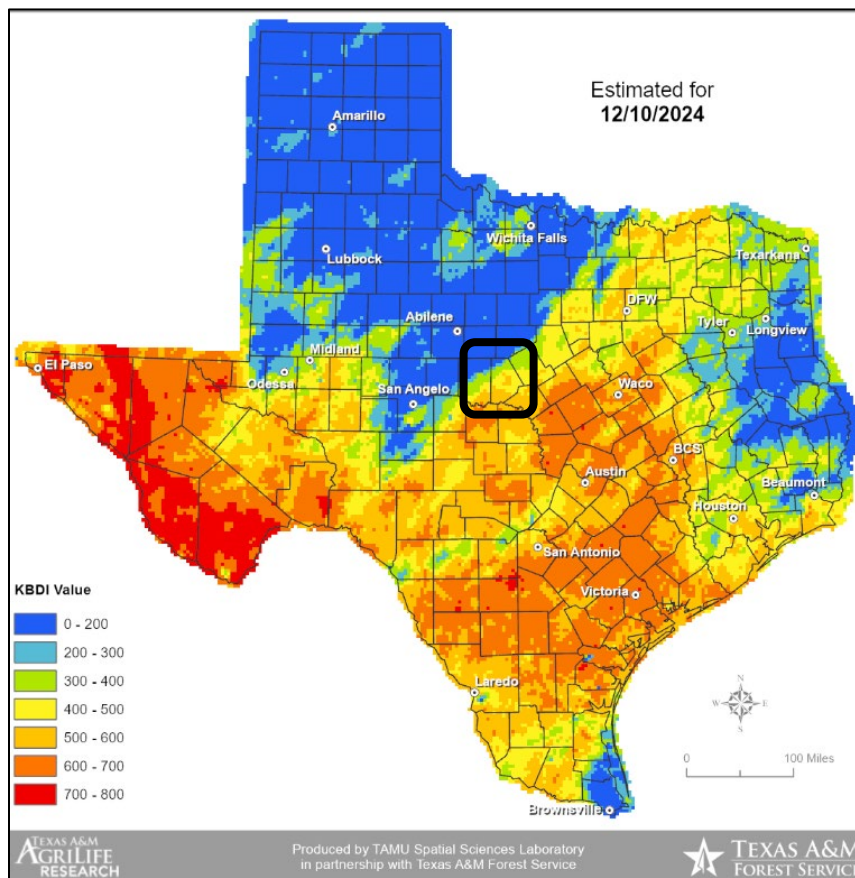 Estimated for
12/10/2024
Amarillo
Wichita Falls
Lubbock
Texarkana
DFW
Abilene
Tyler
Longview
Midland
El Paso
Odessa
San Angelo
Waco
BCS
Austin
Beaumont
Houston
San Antonio
Victoria
KBDI Value
0 - 200
200 - 300
300 - 400
400 - 500
500 - 600
600 - 700
700 - 800
Laredo
Brownsville
N
W
E
S
0 100 Miles
TEXAS A&M
AGRILIFE
RESEARCH
Produced by TAMU Spatial Sciences Laboratory
in partnership with Texas A&M Forest Service
TEXAS A&M
FOREST SERVICE